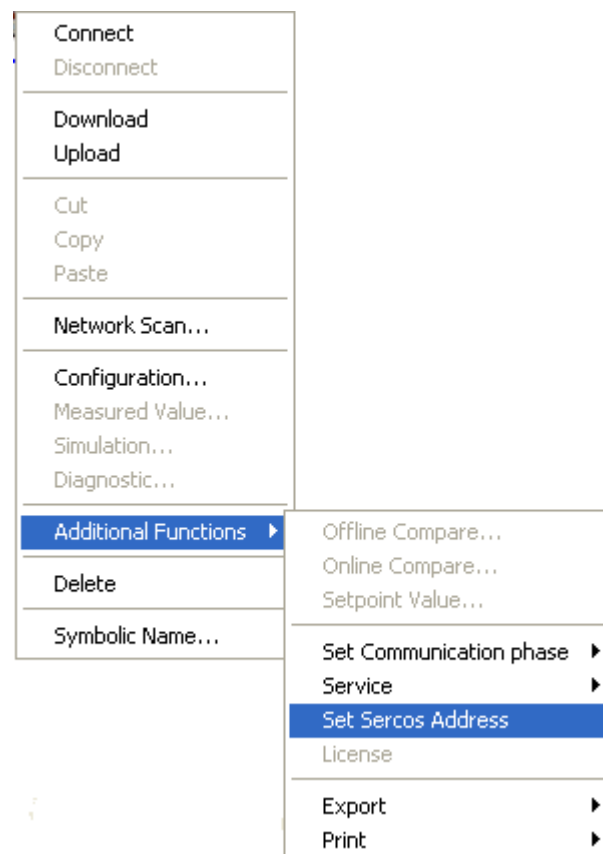 Connect
Disconnect
Download
Upload
Cut
Copy
Paste
Network Scan...
Configuration...
Measured Value...
Simulation...
Diagnostic...
Additional Functions
Delete
Symbolic Name...
Offline Compare...
Online Compare...
Setpoint Value...
Set Communication phase
Service
Set Sercos Address
License
Export
Print